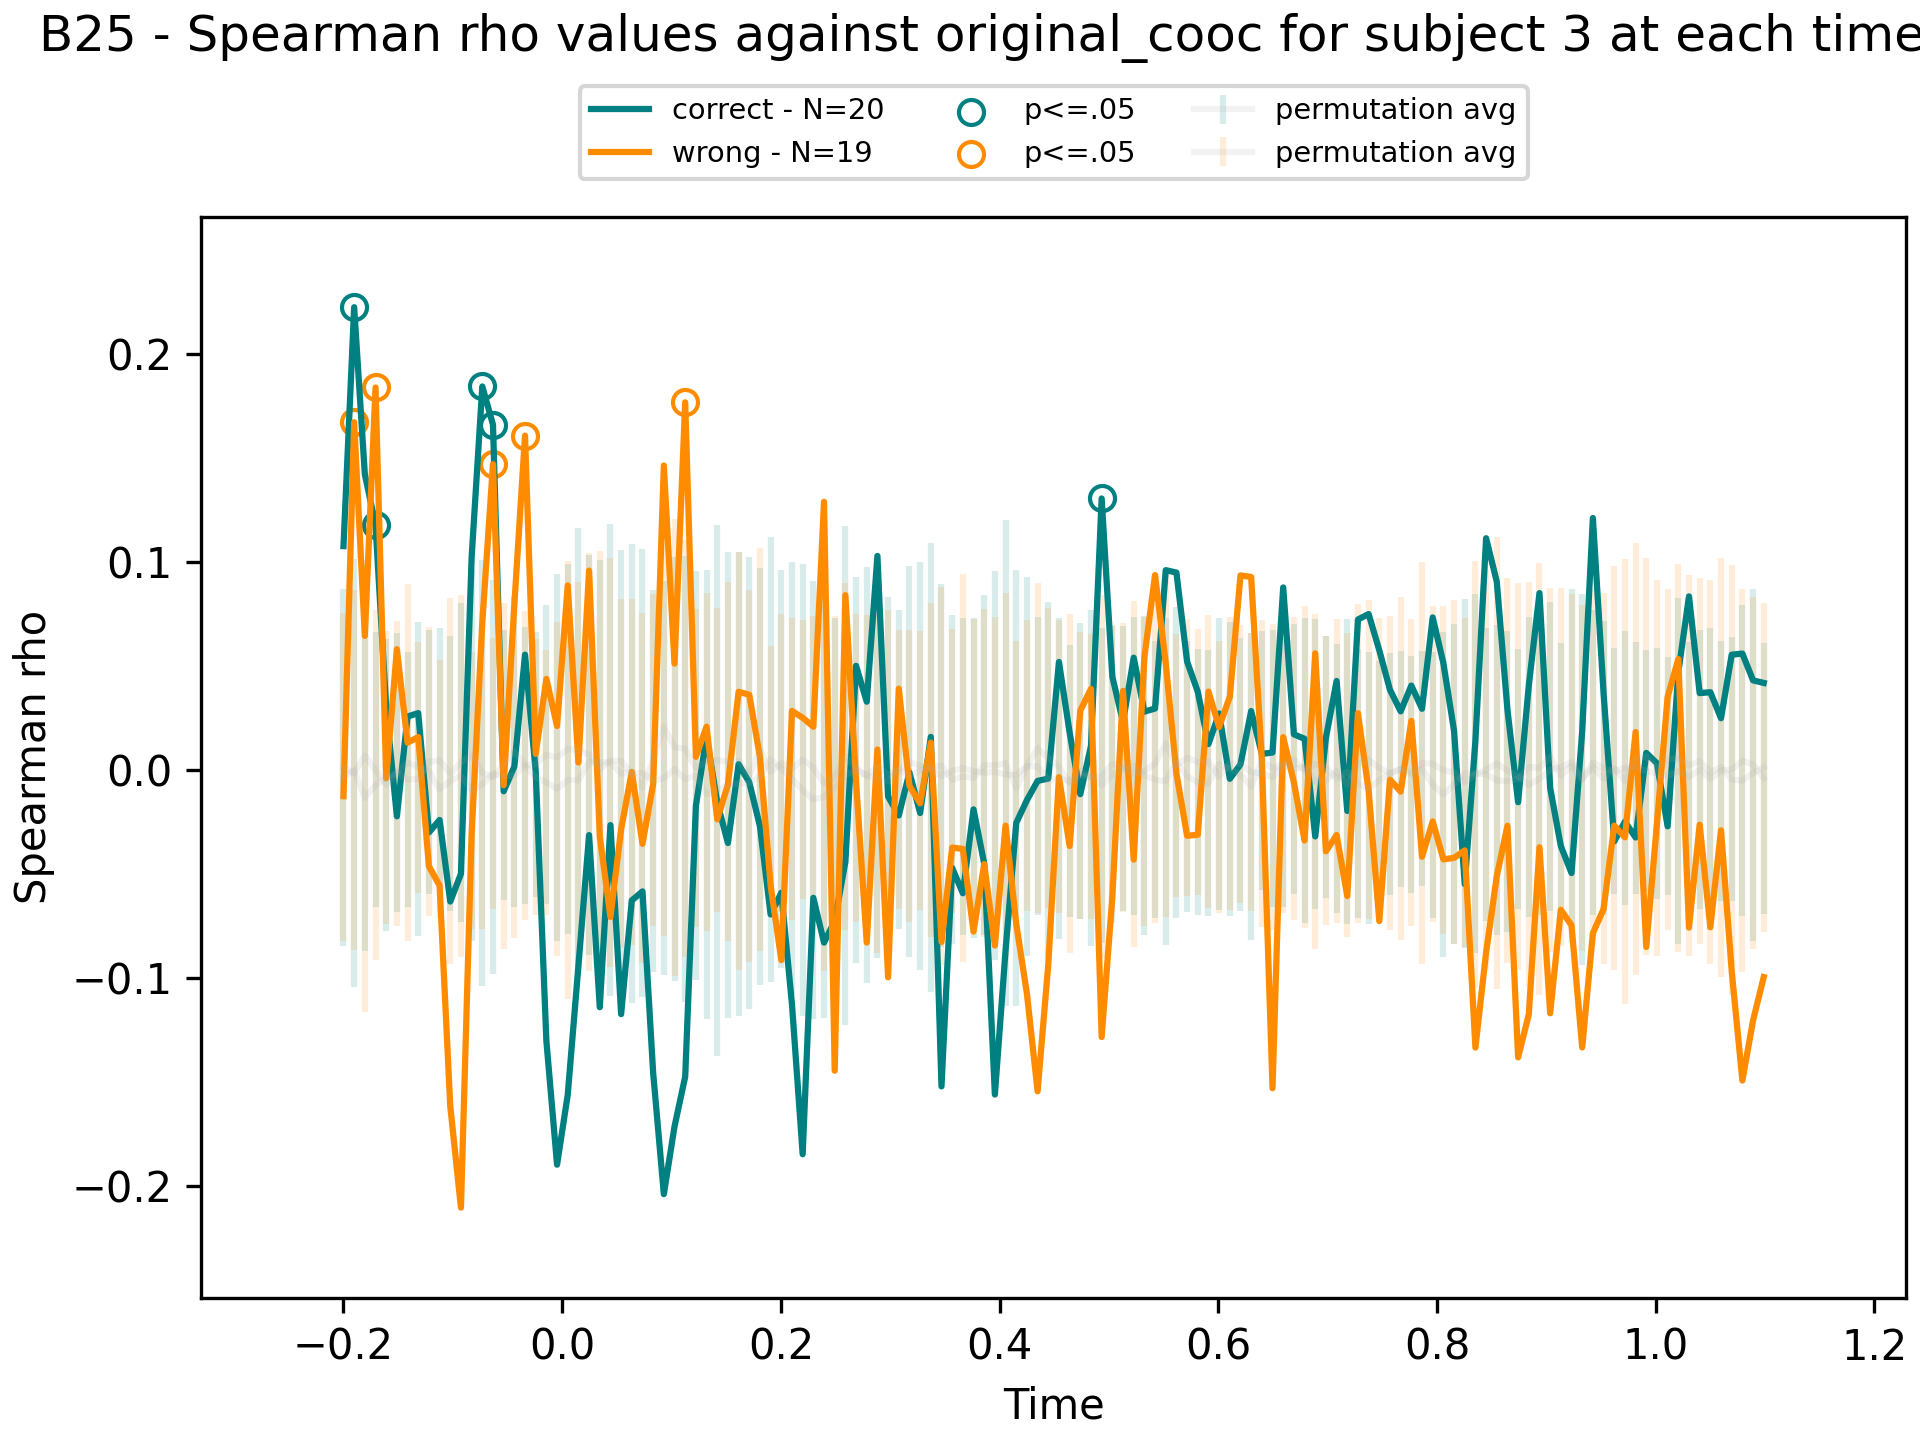 B25 - Spearman rho values against original_cooc for subject 3 at each time
correct - N=20
wrong - N=19
p<=.05
p<=.05
permutation avg
permutation avg
Spearman rho
0.2
0.1
0.0
−0.1
−0.2
−0.2 0.0 0.2 0.4 0.6 0.8 1.0 1.2
Time